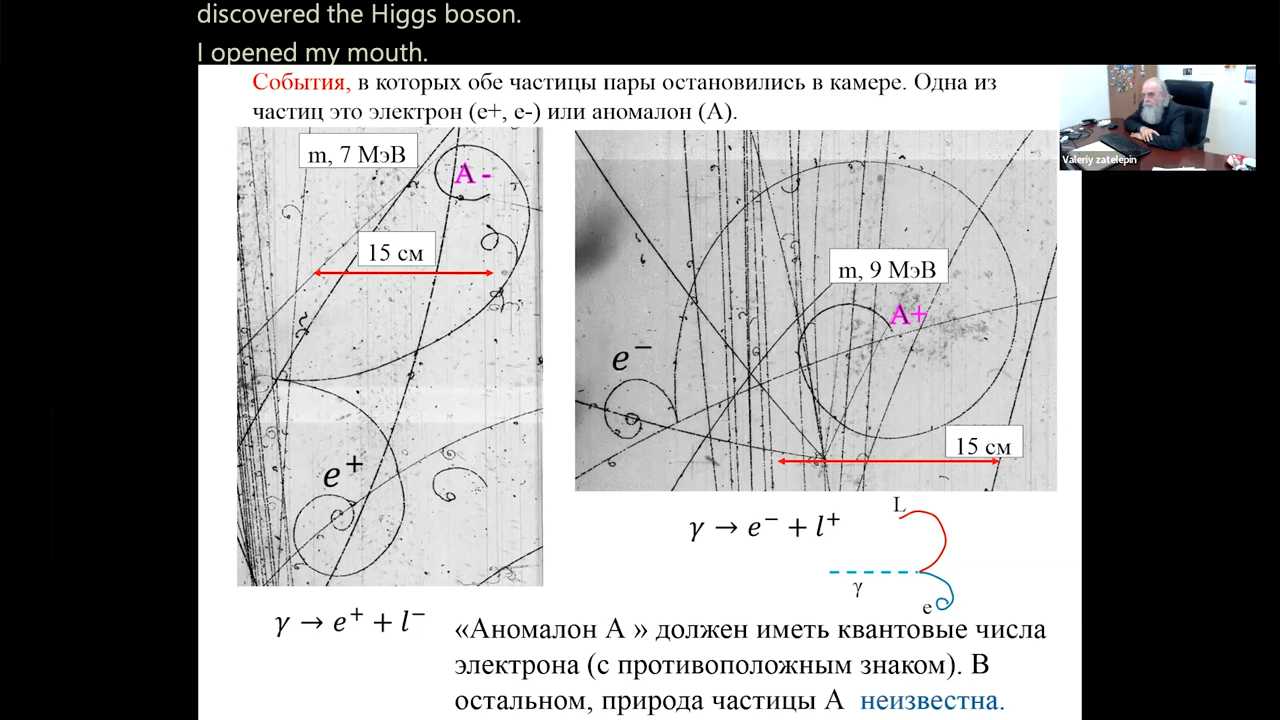 discovered the Higgs boson.
I opened my mouth.
События, в которых обе частицы пары остановились в камере. Одна из
частиц это электрон (e+, e-) или аномалон (А).
Valeriy zatelepin
m, 7 МэВ
A -
15 см
e⁺
m, 9 МэВ
A+
e⁻
15 см
γ → e⁻ + l⁺
L
γ
e
γ → e⁺ + l⁻
«Аномалон А » должен иметь квантовые числа
электрона (с противоположным знаком). В
остальном, природа частицы А неизвестна.